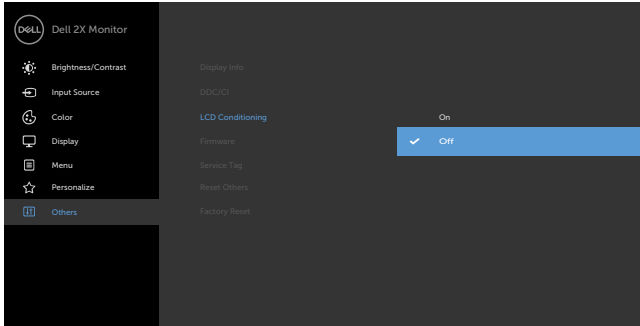 DELL Dell 2X Monitor
Brightness/Contrast
Input Source
Color
Display
Menu
Personalize
Others
Display Info
DDC/CI
LCD Conditioning
Firmware
Service Tag
Reset Others
Factory Reset
On
Off